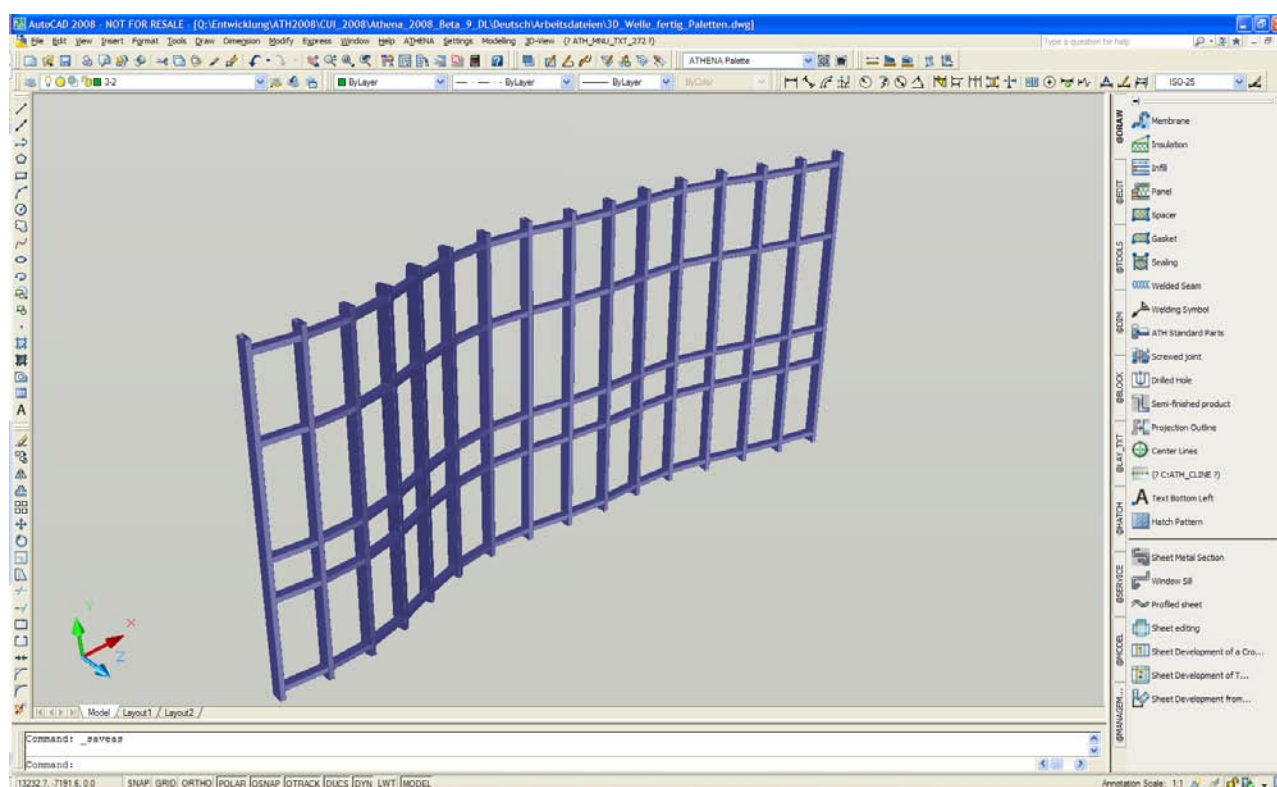 AutoCAD 2008 - NOT FOR RESALE - [Q:\Entwicklung\ATH2008\CUI_2008\Athena_2008_Beta_9_DL\Deutsch\Arbeitsdateien\3D_Welle_fertig_Paletten.dwg]
File Edit View Insert Format Tools Draw Dimension Modify Express Window Help ATHENA Settings Modeling 3D-View (? ATH_MNU_TXT_272 ?) Type a question for help
ATHENA Palette
3-2 ByLayer ByLayer ByLayer ByColor ISO-25
@DRAW
@EDIT
@TOOLS
@DIM
@BLOCK
@LAY_TXT
@HATCH
@SERVICE
@MODEL
@MANAGEM...
Membrane
Insulation
Infill
Panel
Spacer
Gasket
Sealing
Welded Seam
Welding Symbol
ATH Standard Parts
Screwed joint
Drilled Hole
Semi-finished product
Projection Outline
Center Lines
(? C:ATH_CLINE ?)
Text Bottom Left
Hatch Pattern
Sheet Metal Section
Window Sill
Profiled sheet
Sheet editing
Sheet Development of a Cro...
Sheet Development of T...
Sheet Development from...
Y
X
Z
Model / Layout1 / Layout2 /
Command: _saveas
Command:
13232.7, -7191.6, 0.0 SNAP GRID ORTHO POLAR OSNAP OTRACK DUCS DYN LWT MODEL Annotation Scale: 1:1